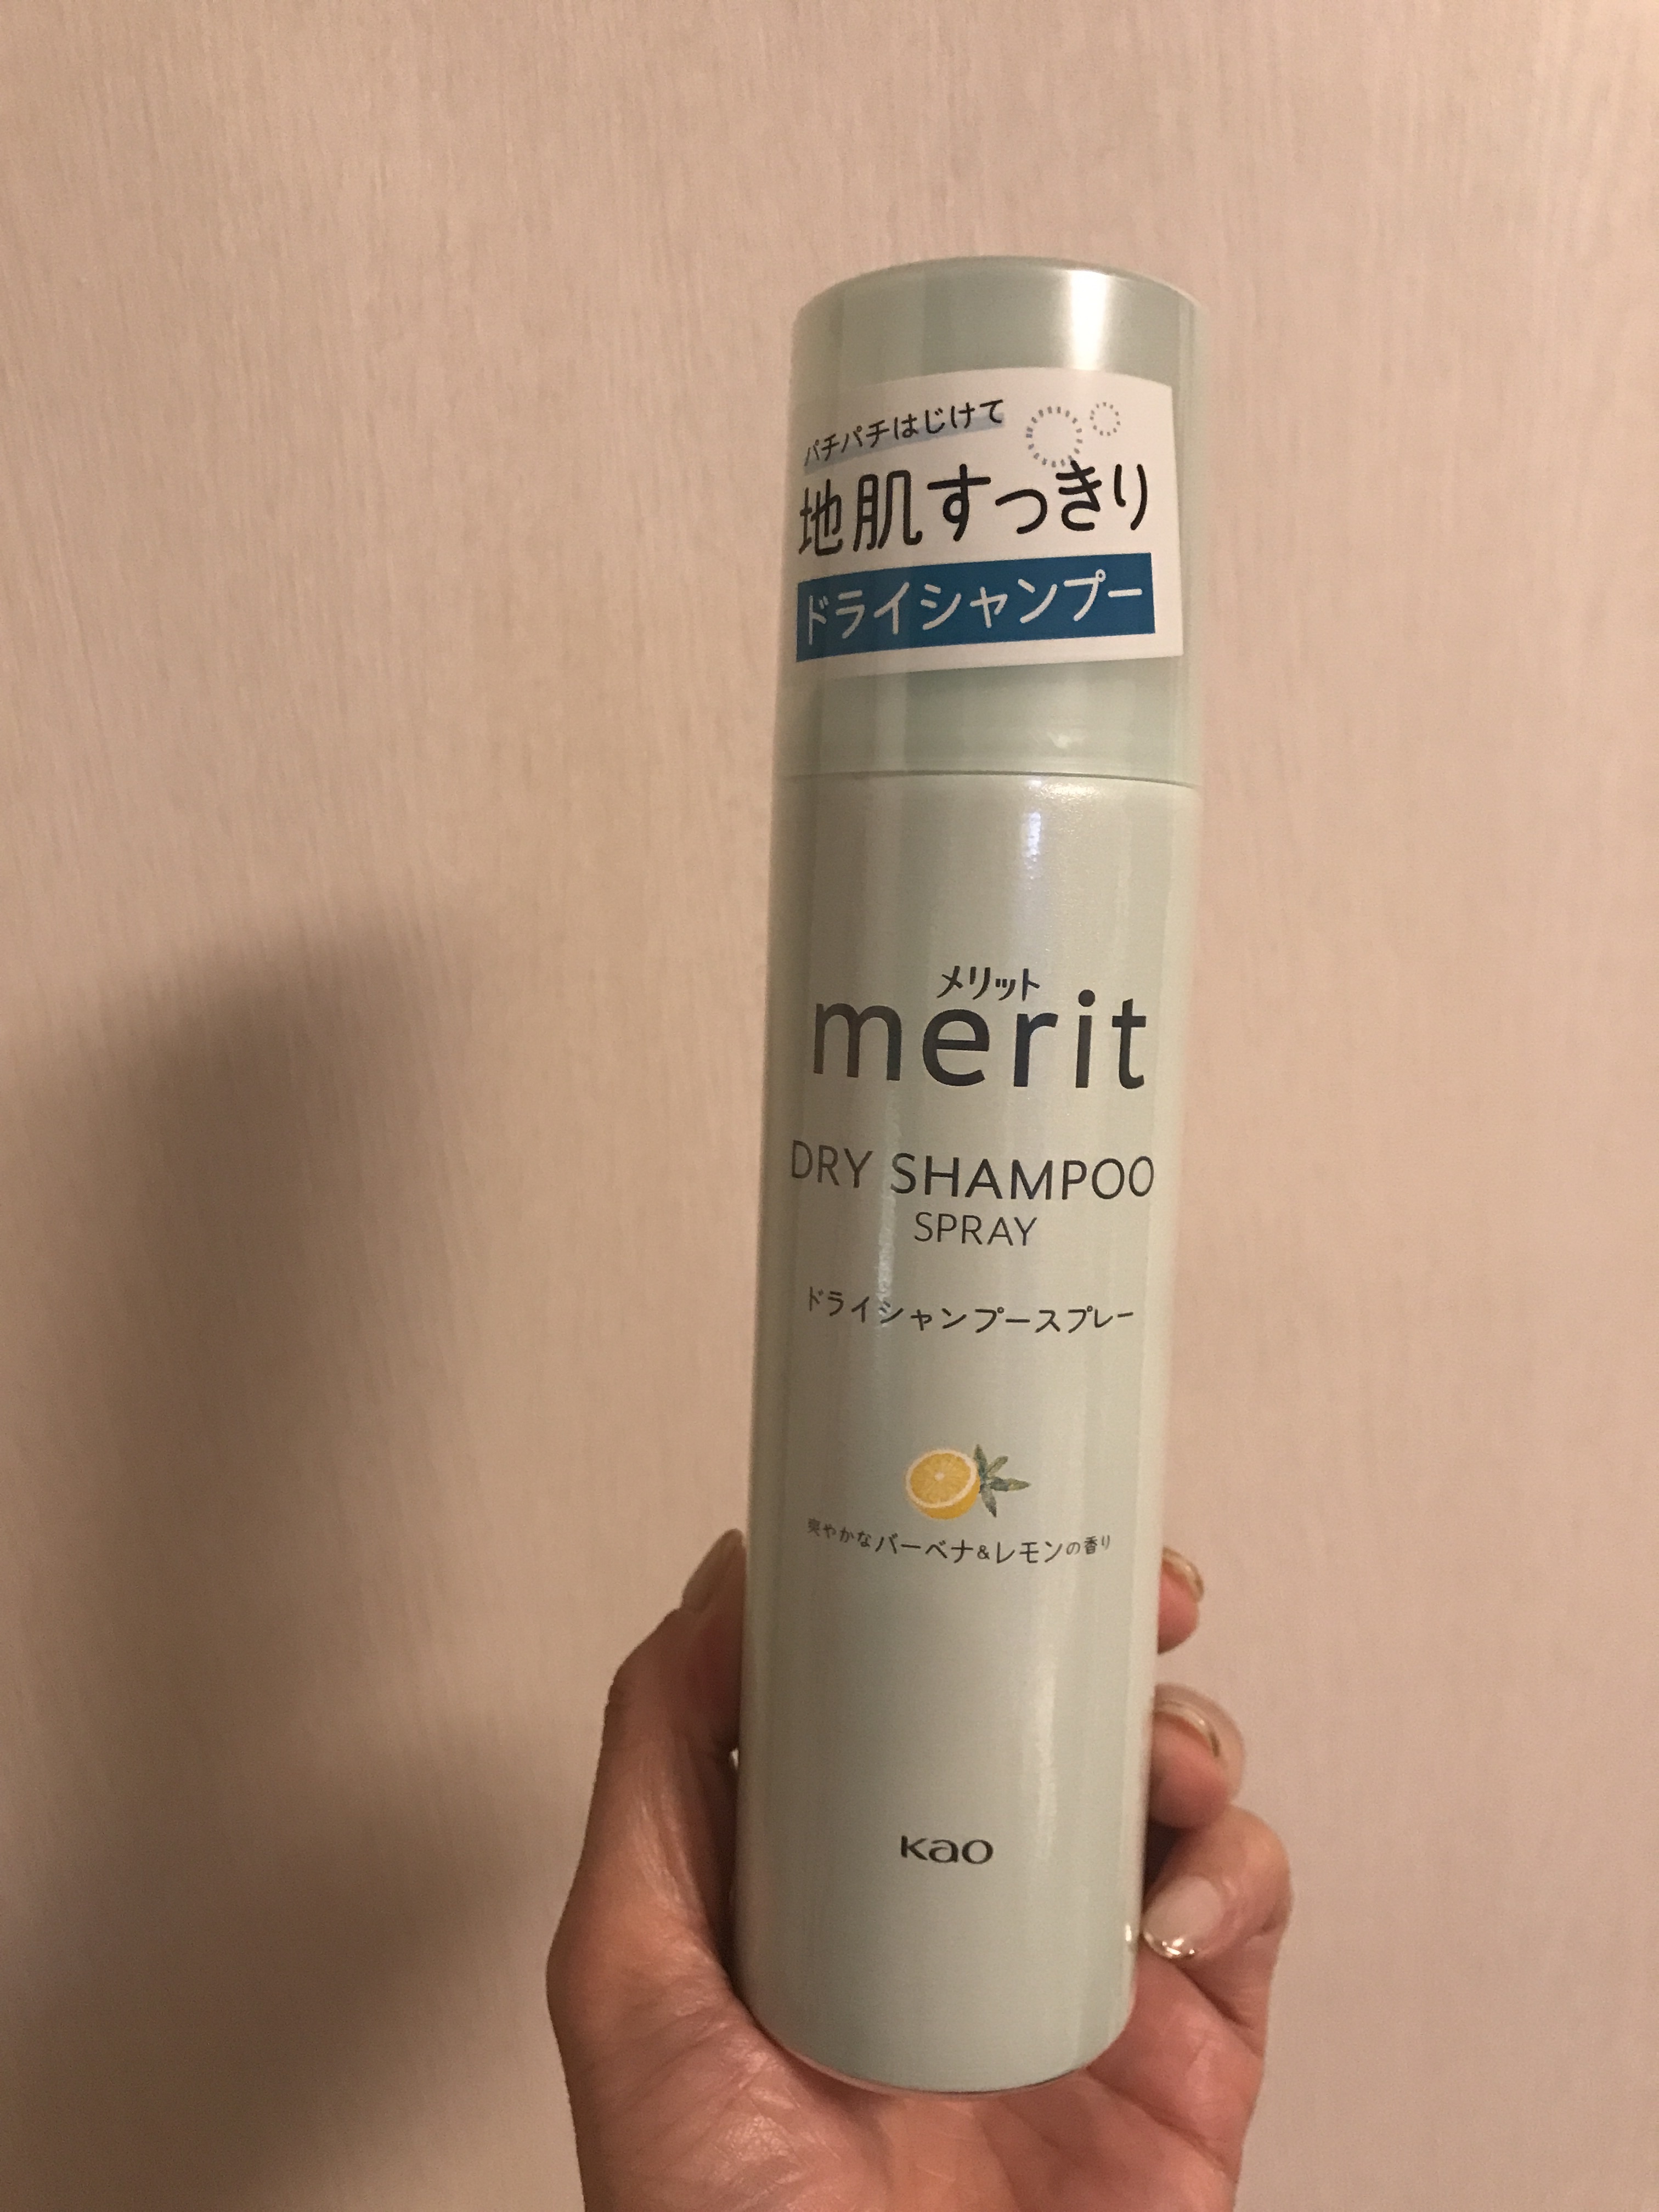 パチパチはじけて
地肌すっきり
ドライシャンプー
メリット
merit
DRY SHAMPOO
SPRAY
ドライシャンプースプレー
爽やかなバーベナ&レモンの香り
Kao